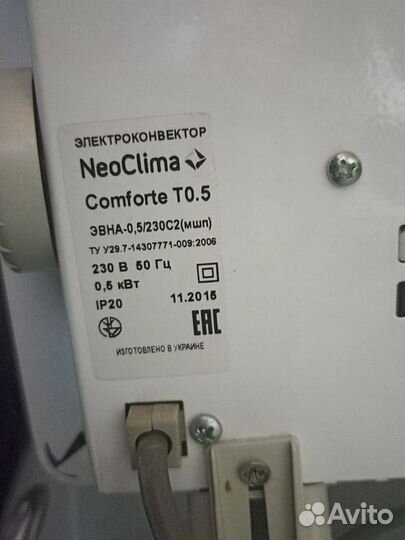 ЭЛЕКТРОКОНВЕКТОР
NeoClima
Comforte T0.5
ЭВНА-0,5/230С2(мшп)
ТУ У29.7-14307771-009:2006
230 В 50 Гц
0,5 кВт
IP20 11.2015
EAC
ИЗГОТОВЛЕНО В УКРАИНЕ
Avito